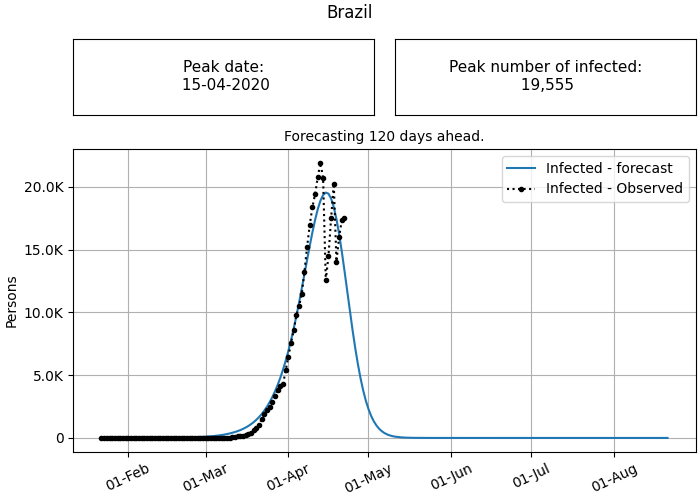 Brazil
Peak date:
15-04-2020
Peak number of infected:
19,555
Forecasting 120 days ahead.
Infected - forecast
Infected - Observed
Persons
20.0K
15.0K
10.0K
5.0K
0
01-Feb
01-Mar
01-Apr
01-May
01-Jun
01-Jul
01-Aug